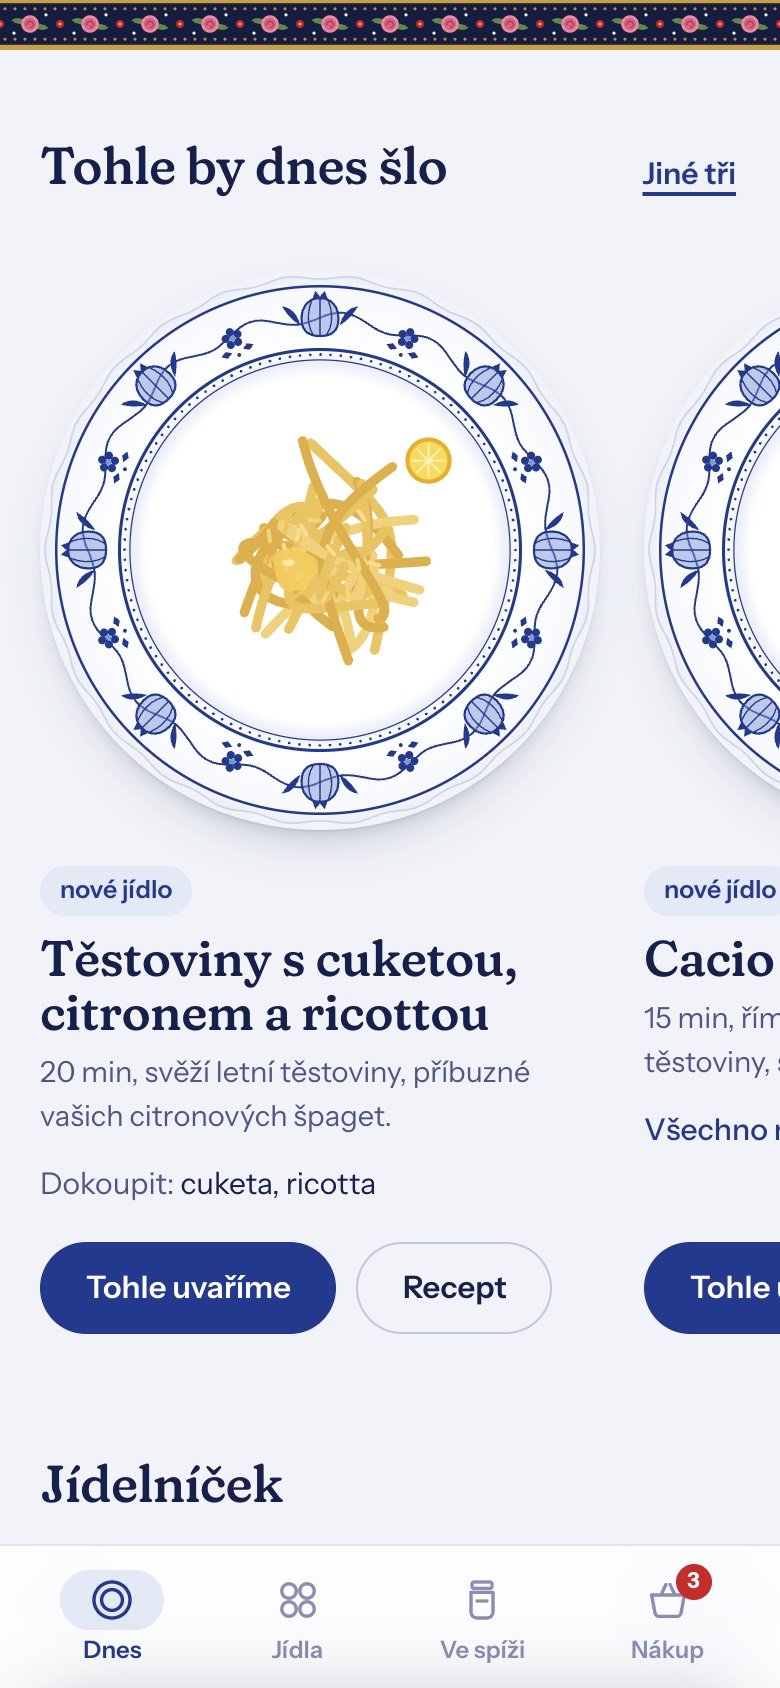 Tohle by dnes šlo
Jiné tři
nové jídlo
Těstoviny s cuketou,
citronem a ricottou
20 min, svěží letní těstoviny, příbuzné
vašich citronových špaget.
Dokoupit: cuketa, ricotta
Tohle uvaříme
Recept
nové jídlo
Cacio
15 min,
těstoviny,
Všechno
Tohle
Jídelníček
Dnes
Jídla
Ve spíži
3
Nákup